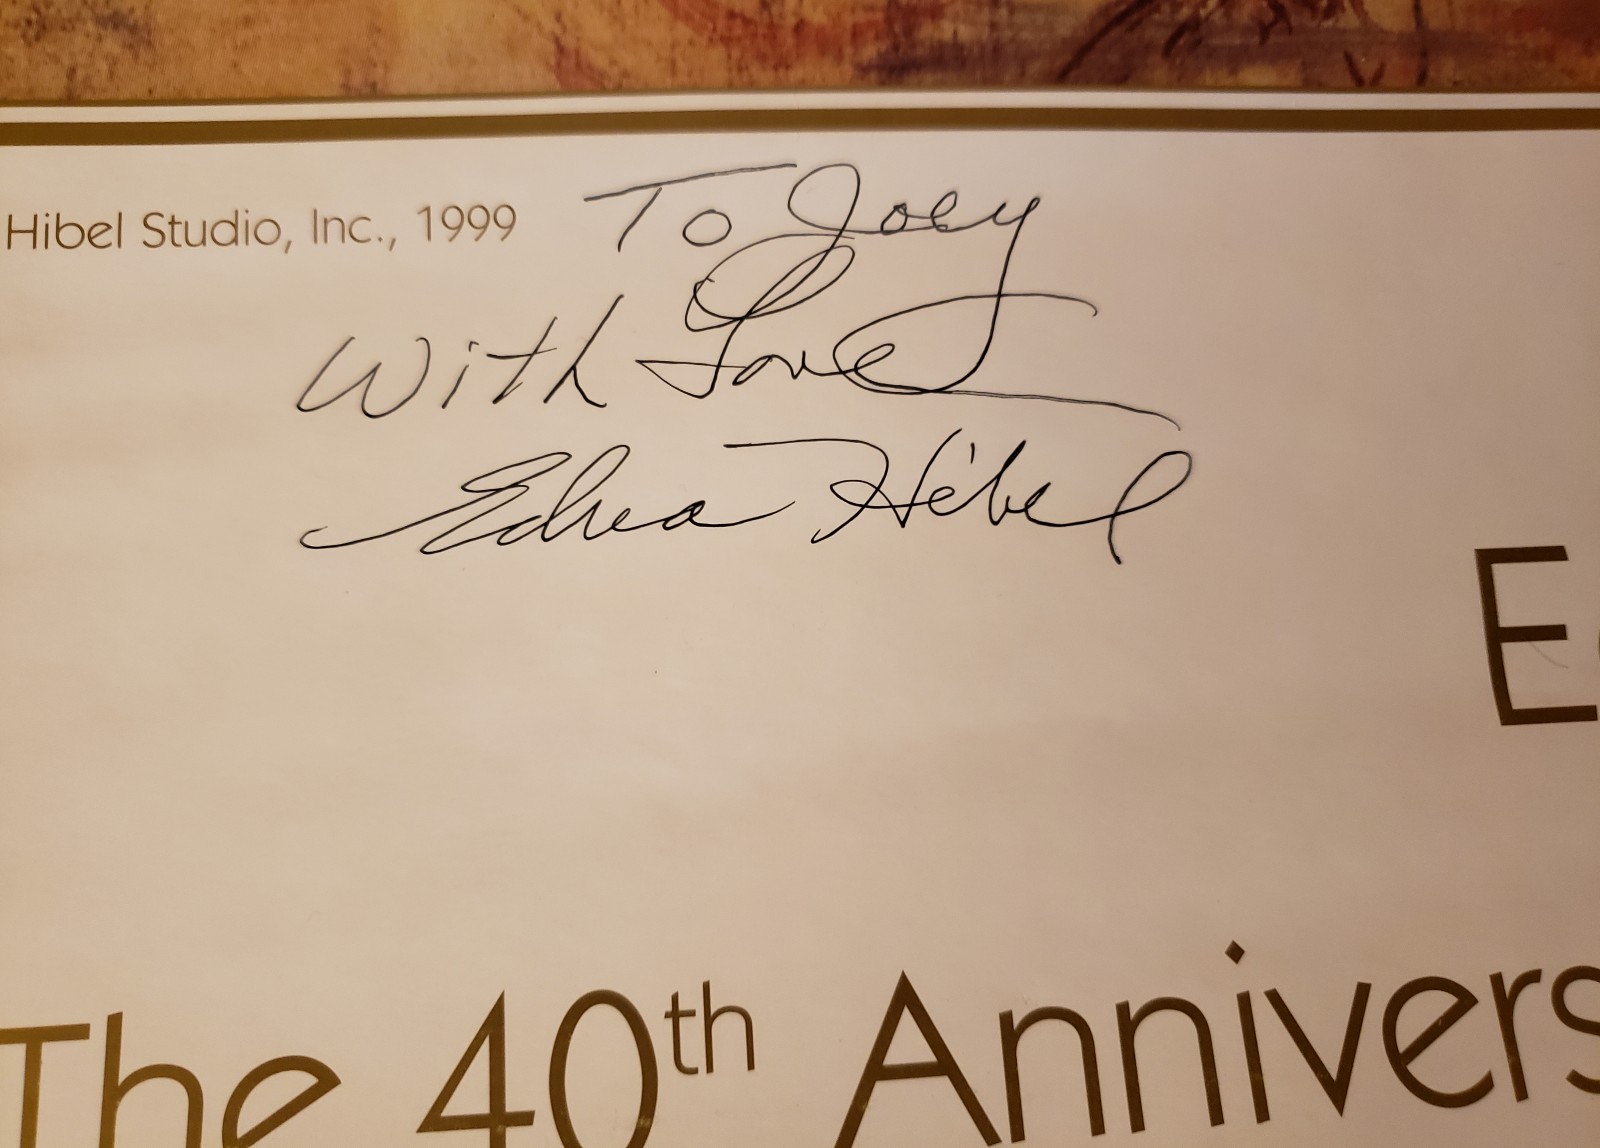 Hibel Studio, Inc., 1999
To Joey
With Love
Edna Hibel
The 40th Annivers